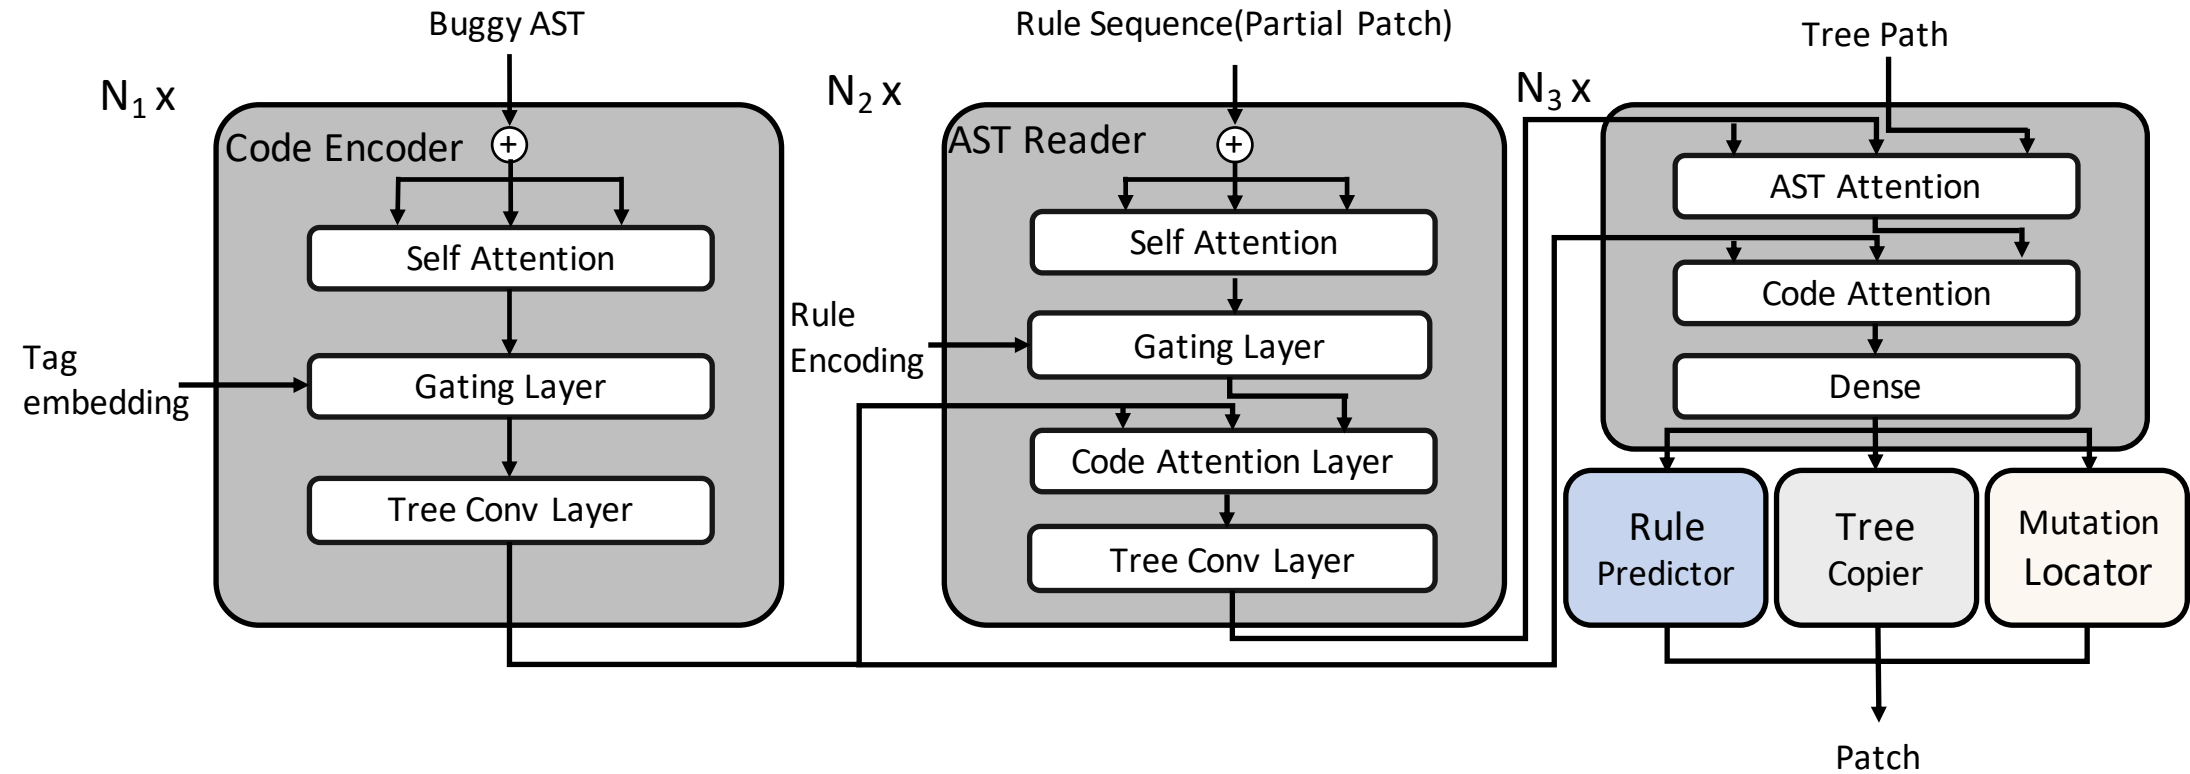 Buggy AST
N1 x
Code Encoder
+
Self Attention
Tag
embedding
Gating Layer
Tree Conv Layer
Rule Sequence(Partial Patch)
N2 x
AST Reader
+
Self Attention
Rule
Encoding
Gating Layer
Code Attention Layer
Tree Conv Layer
Tree Path
N3 x
AST Attention
Code Attention
Dense
Rule
Predictor
Tree
Copier
Mutation
Locator
Patch